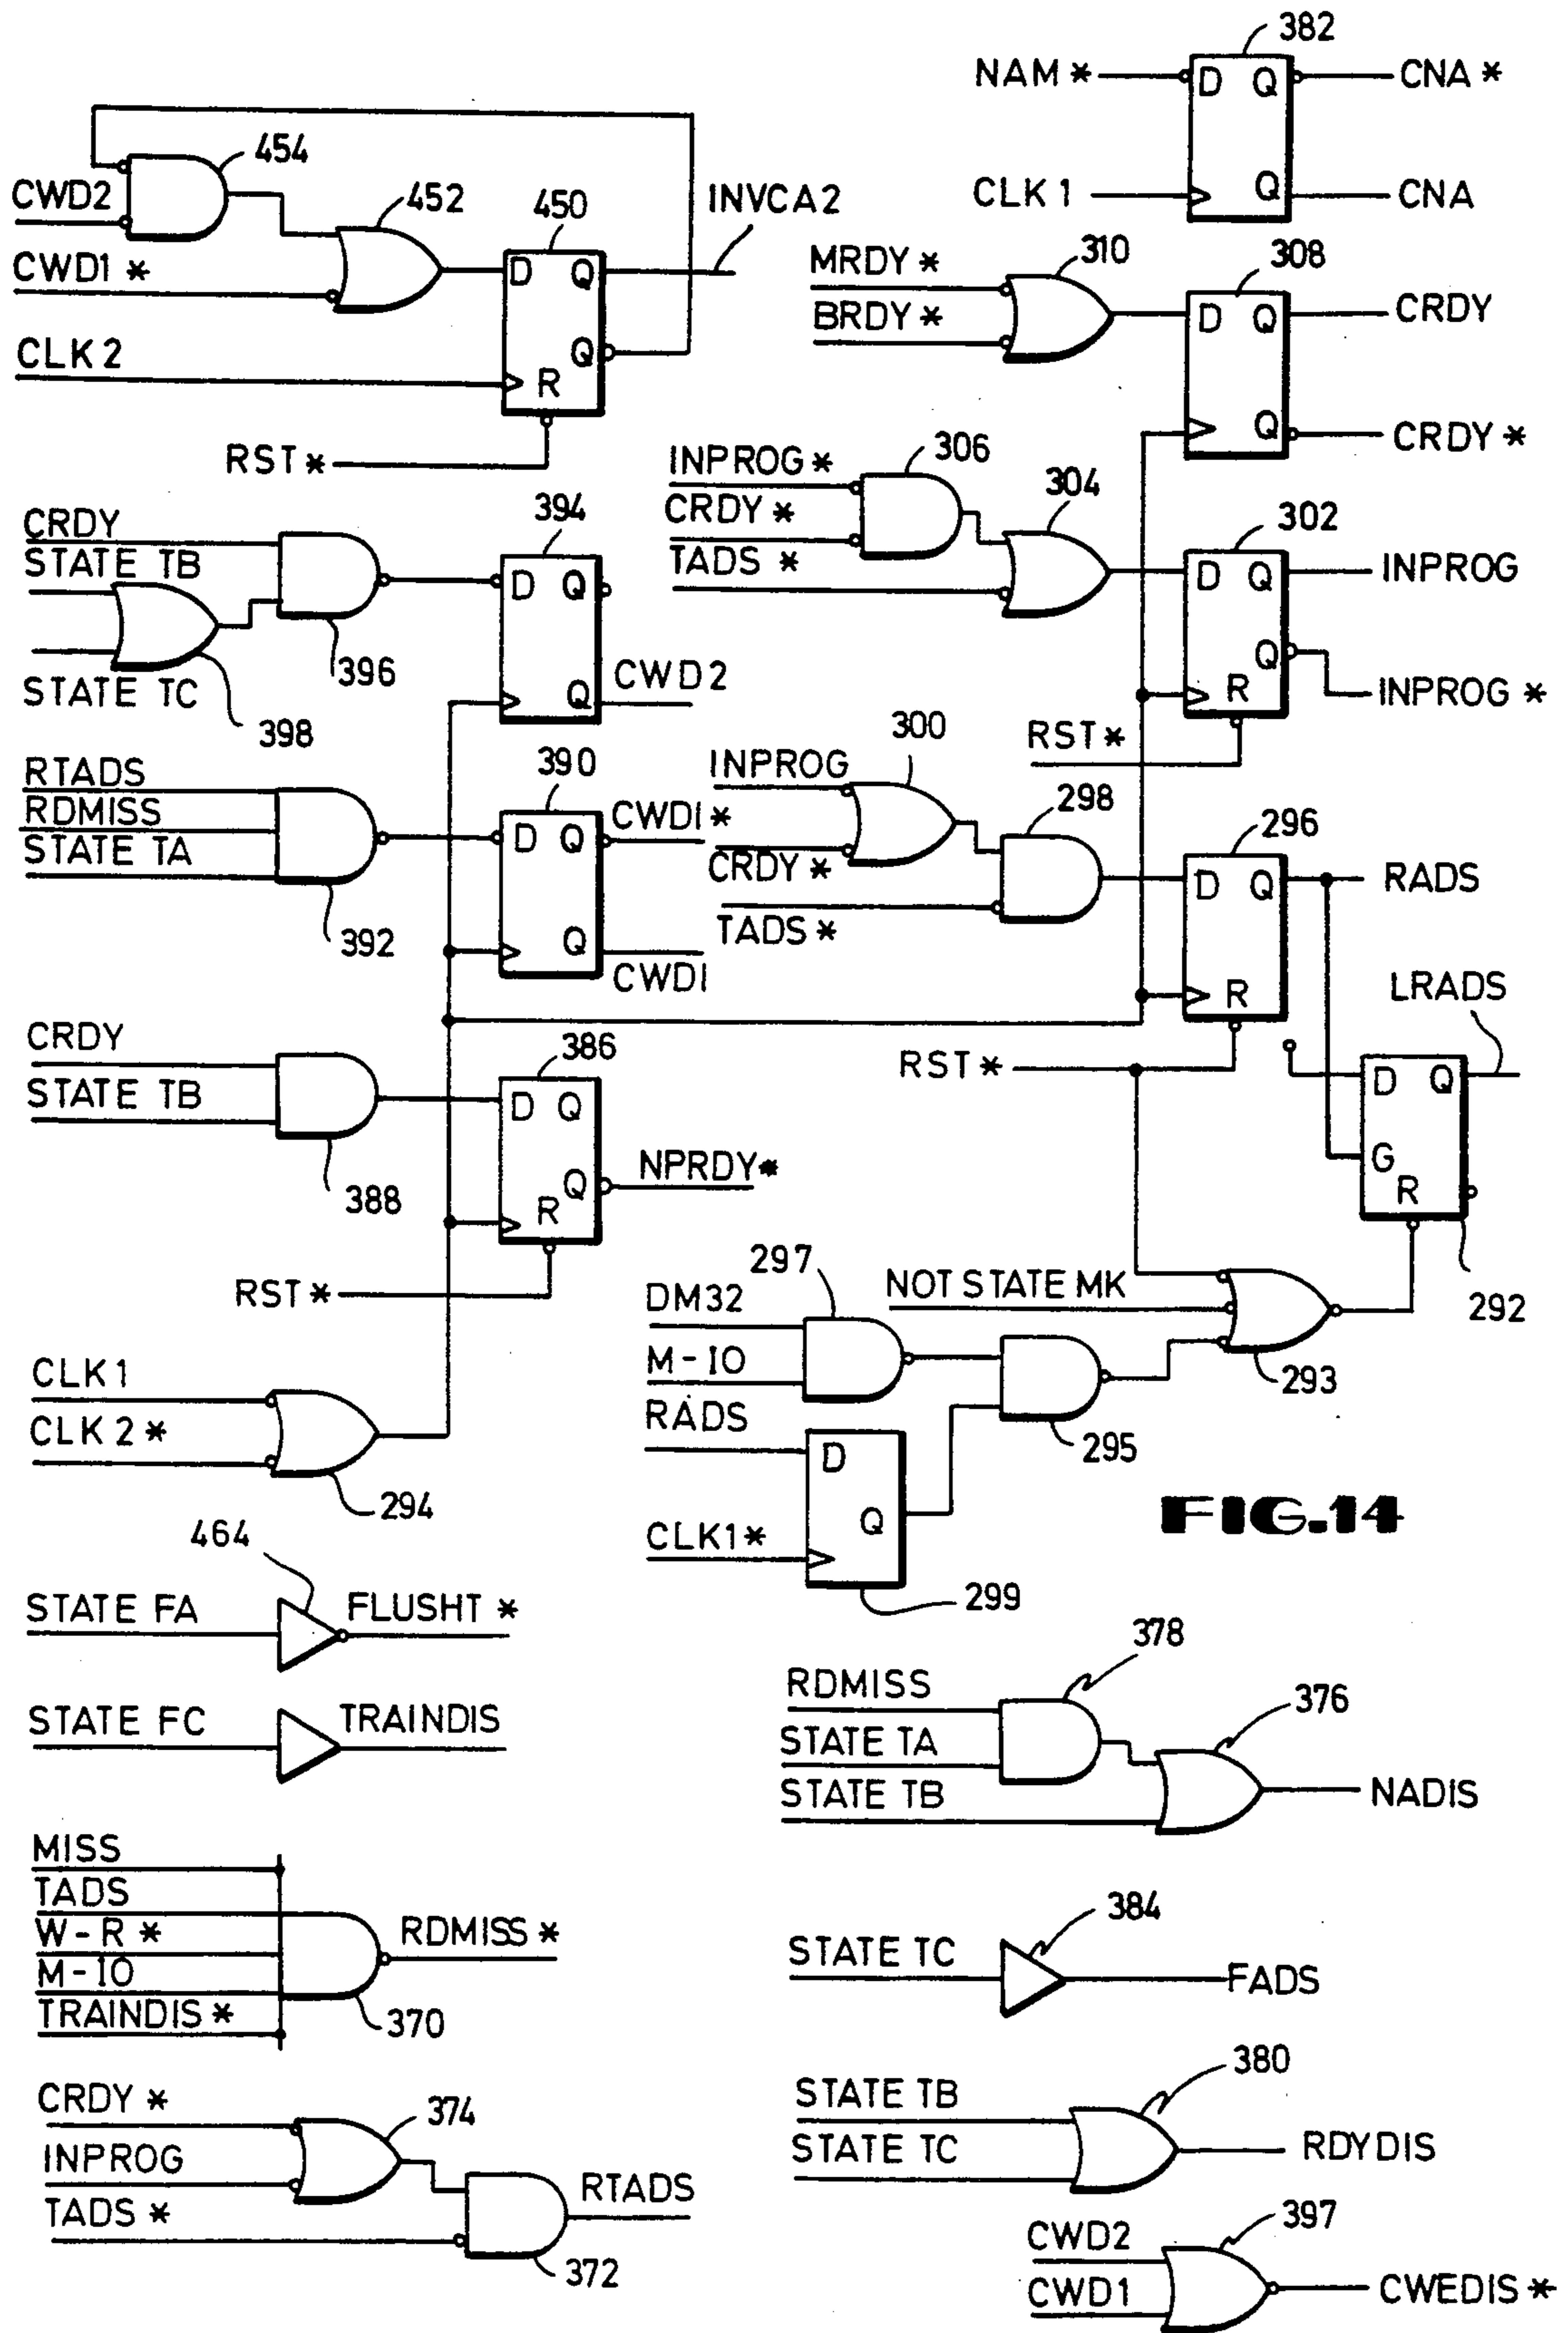 382
NAM *
D
Q
CNA *
CLK 1
Q
CNA
454
CWD2
452
450
INVCA2
CWD1 *
D
Q
CLK 2
Q
R
RST *
MRDY *
310
308
BRDY *
D
Q
CRDY
Q
CRDY *
INPROG *
306
CRDY *
304
TADS *
302
D
Q
INPROG
Q
R
INPROG *
RST *
CRDY
394
STATE TB
D
Q
396
STATE TC
Q
CWD2
398
RTADS
390
RDMISS
D
Q
CWD1 *
STATE TA
392
Q
CWD1
INPROG
300
298
CRDY *
296
D
Q
RADS
TADS *
R
LRADS
RST *
D
Q
G
R
292
CRDY
386
STATE TB
D
Q
388
Q
NPRDY*
R
RST *
297
DM32
NOT STATE MK
M-IO
293
RADS
295
D
Q
CLK1*
299
CLK 1
CLK 2 *
294
FIG.14
464
STATE FA
FLUSHT *
STATE FC
TRAINDIS
378
RDMISS
376
STATE TA
STATE TB
NADIS
MISS
TADS
W-R *
RDMISS *
M-IO
TRAINDIS *
370
384
STATE TC
FADS
CRDY *
374
INPROG
RTADS
TADS *
372
380
STATE TB
STATE TC
RDYDIS
397
CWD2
CWD1
CWEDIS *